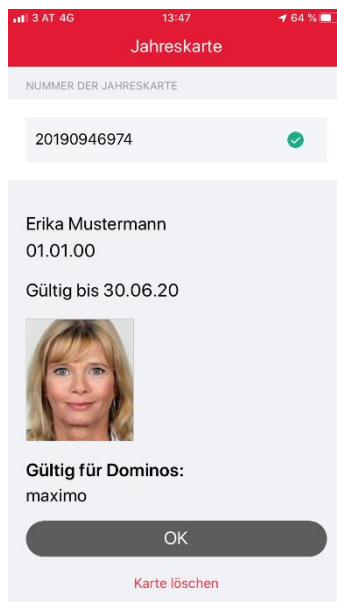 3 AT 4G 13:47 64 %
Jahreskarte
NUMMER DER JAHRESKARTE
20190946974
Erika Mustermann
01.01.00
Gültig bis 30.06.20
Gültig für Dominos:
maximo
OK
Karte löschen